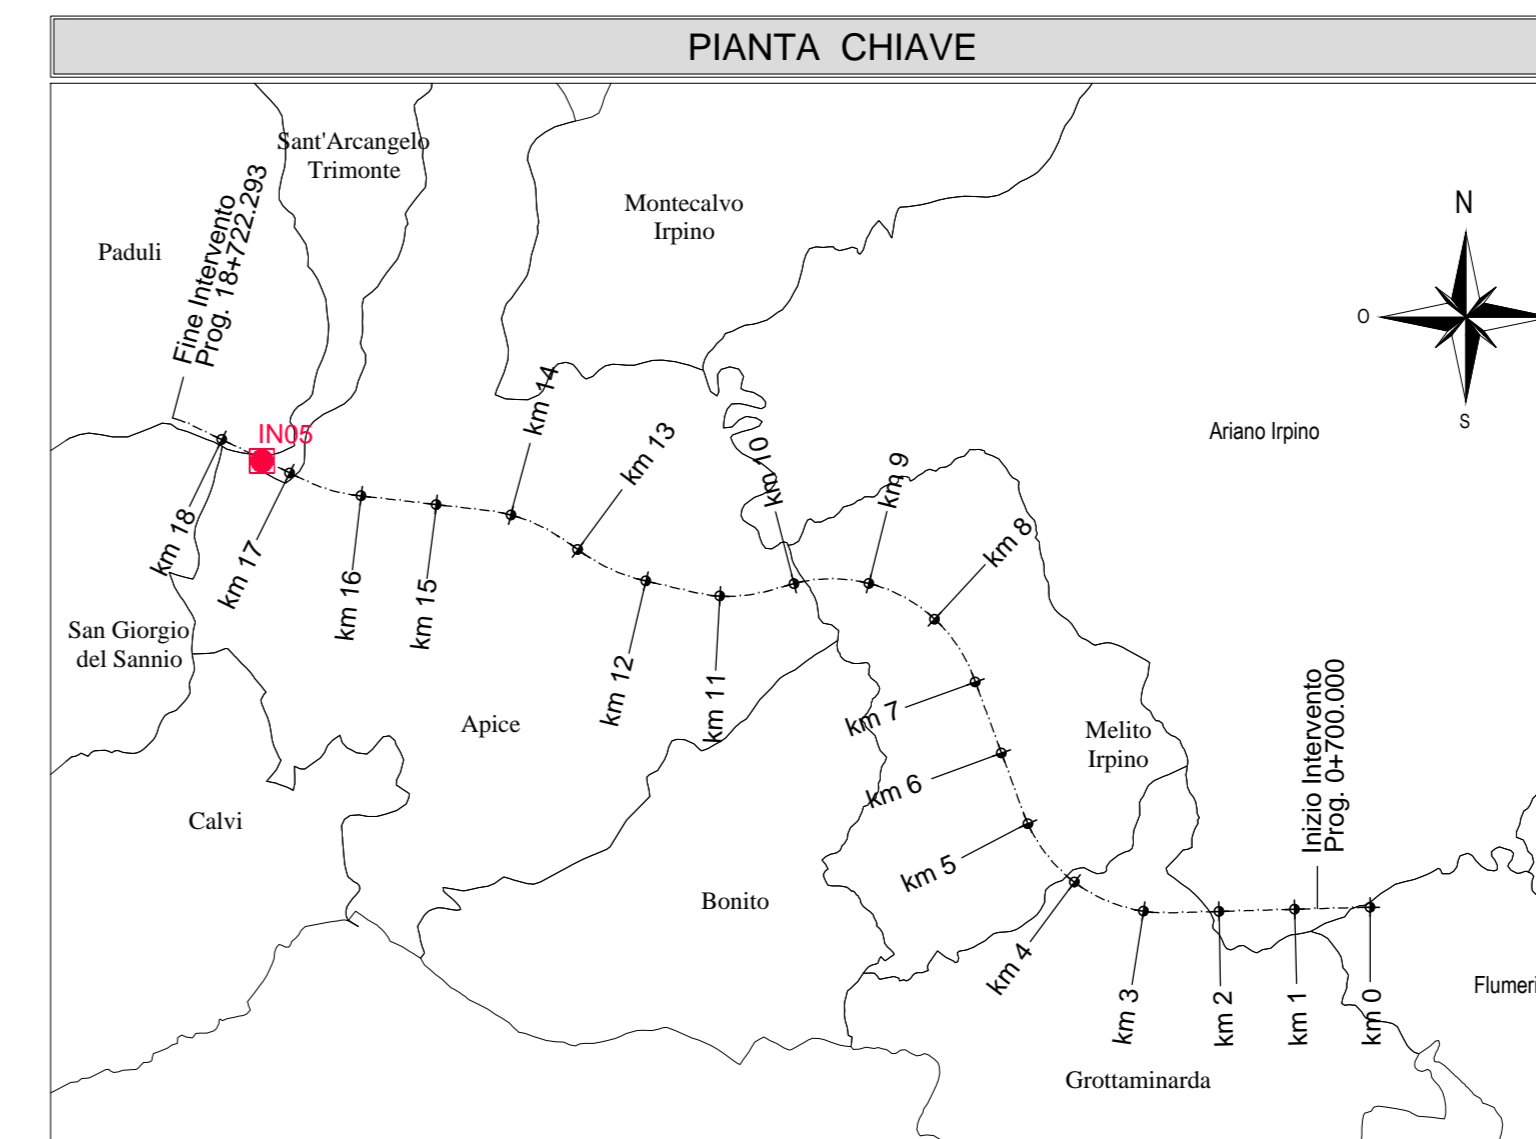 PIANTA CHIAVE
Sant'Arcangelo
Trimonte
Montecalvo
Irpino
Paduli
Fine Intervento
Prog. 18+722.293
N
O
S
Ariano Irpino
IN05
km 18
km 17
km 16
km 15
km 14
km 13
km 12
km 11
km 10
km 9
km 8
km 7
km 6
km 5
km 4
km 3
km 2
km 1
km 0
San Giorgio
del Sannio
Apice
Calvi
Bonito
Melito
Irpino
Inizio Intervento
Prog. 0+700.000
Flumeri
Grottaminarda